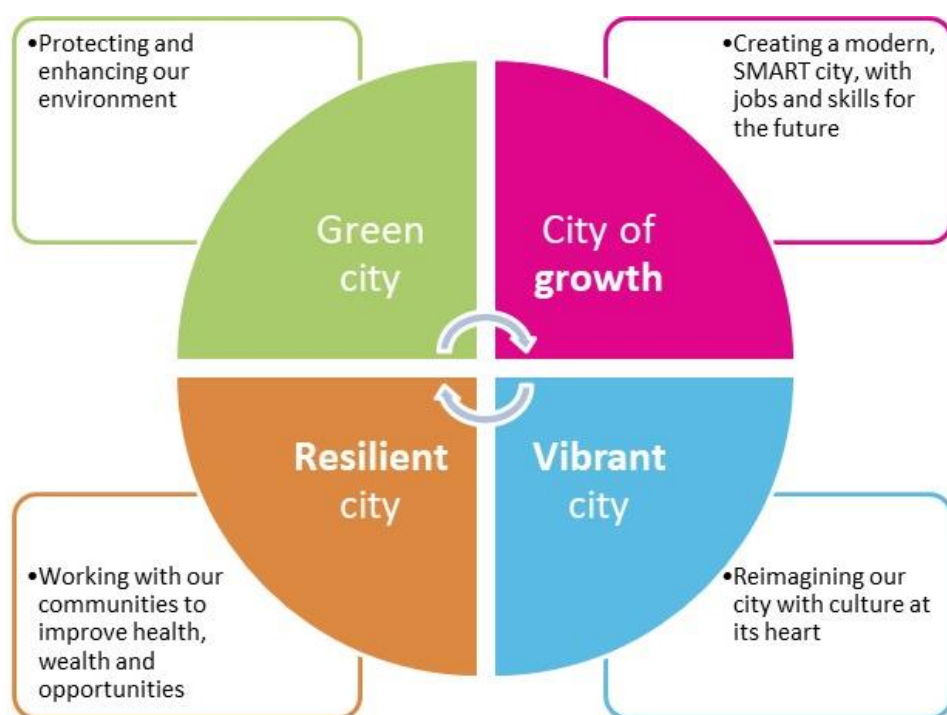 •Protecting and
enhancing our
environment
•Creating a modern,
SMART city, with
jobs and skills for
the future
Green
city
City of
growth
Resilient
city
Vibrant
city
•Working with our
communities to
improve health,
wealth and
opportunities
•Reimagining our
city with culture at
its heart